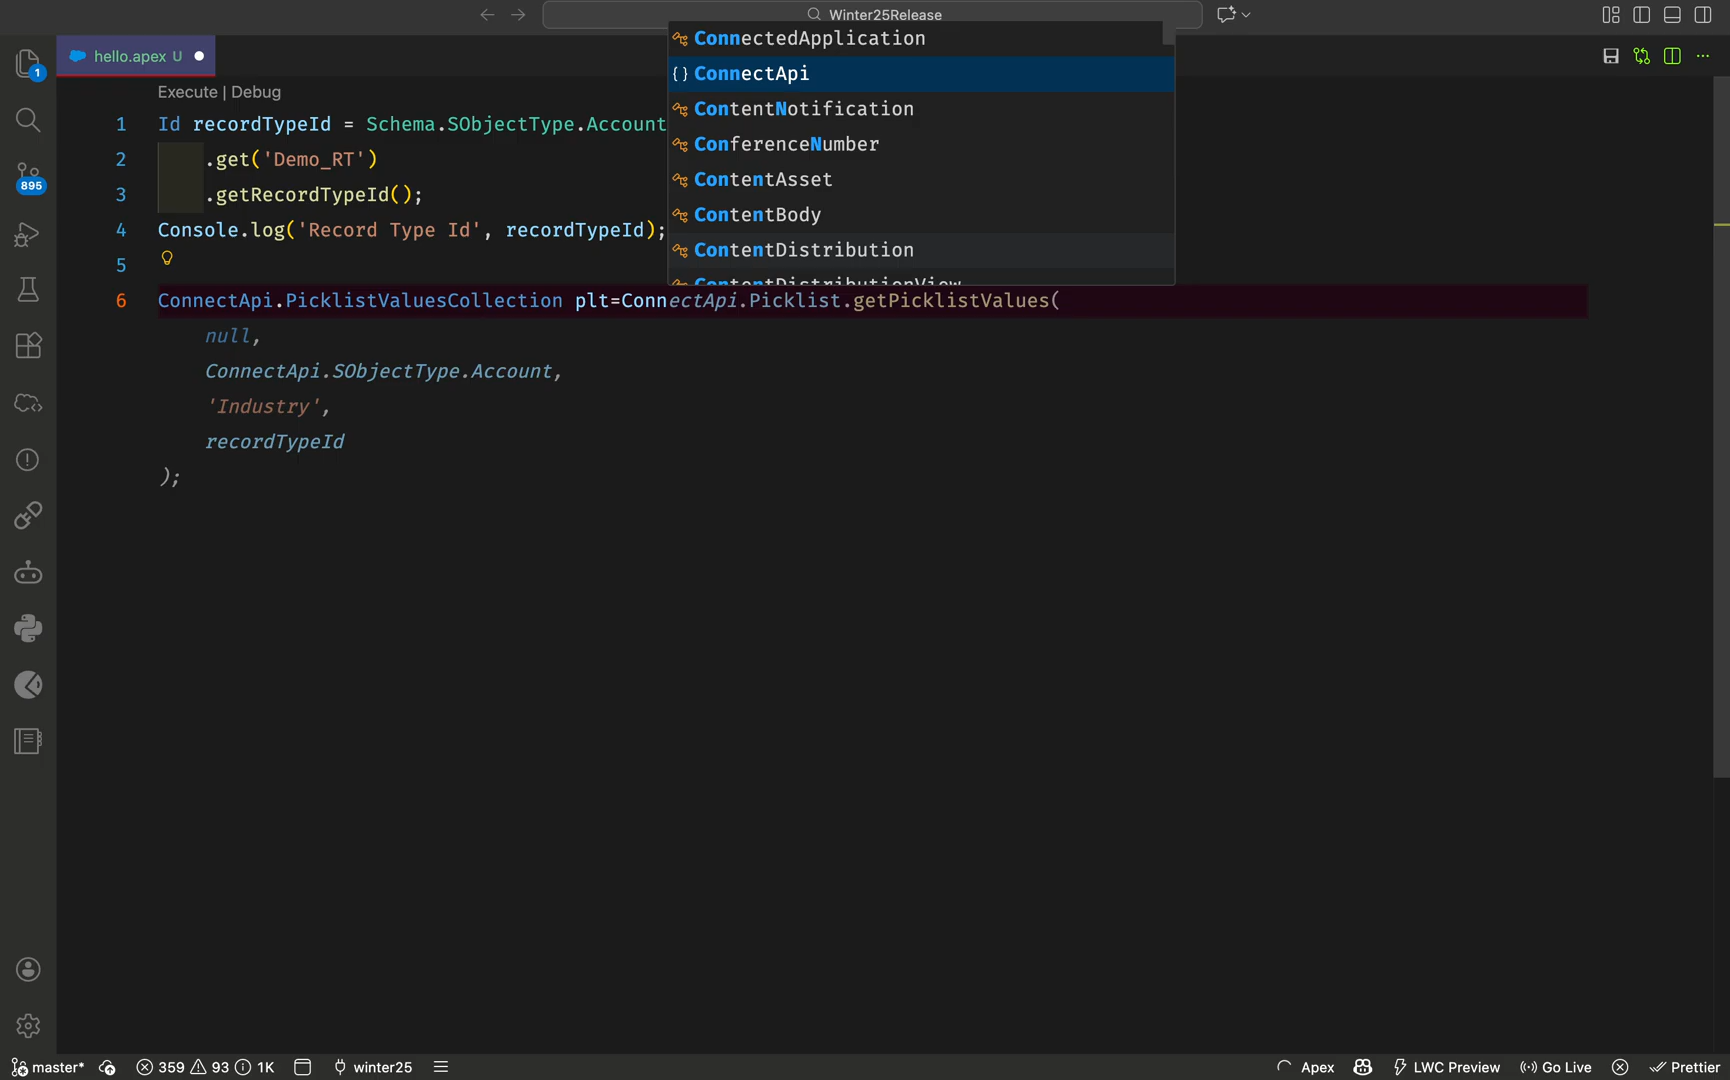 Winter25Release
hello.apex U
1
895
Execute | Debug
1 Id recordTypeId = Schema.SObjectType.Account
2 .get('Demo_RT')
3 .getRecordTypeId();
4 Console.log('Record Type Id', recordTypeId);
5
6 ConnectApi.PicklistValuesCollection plt=ConnectApi.Picklist.getPicklistValues(
null,
ConnectApi.SObjectType.Account,
'Industry',
recordTypeId
);
ConnectedApplication
{} ConnectApi
ContentNotification
ConferenceNumber
ContentAsset
ContentBody
ContentDistribution
ContentDistributionView
master* 359 93 1K winter25 Apex LWC Preview Go Live Prettier